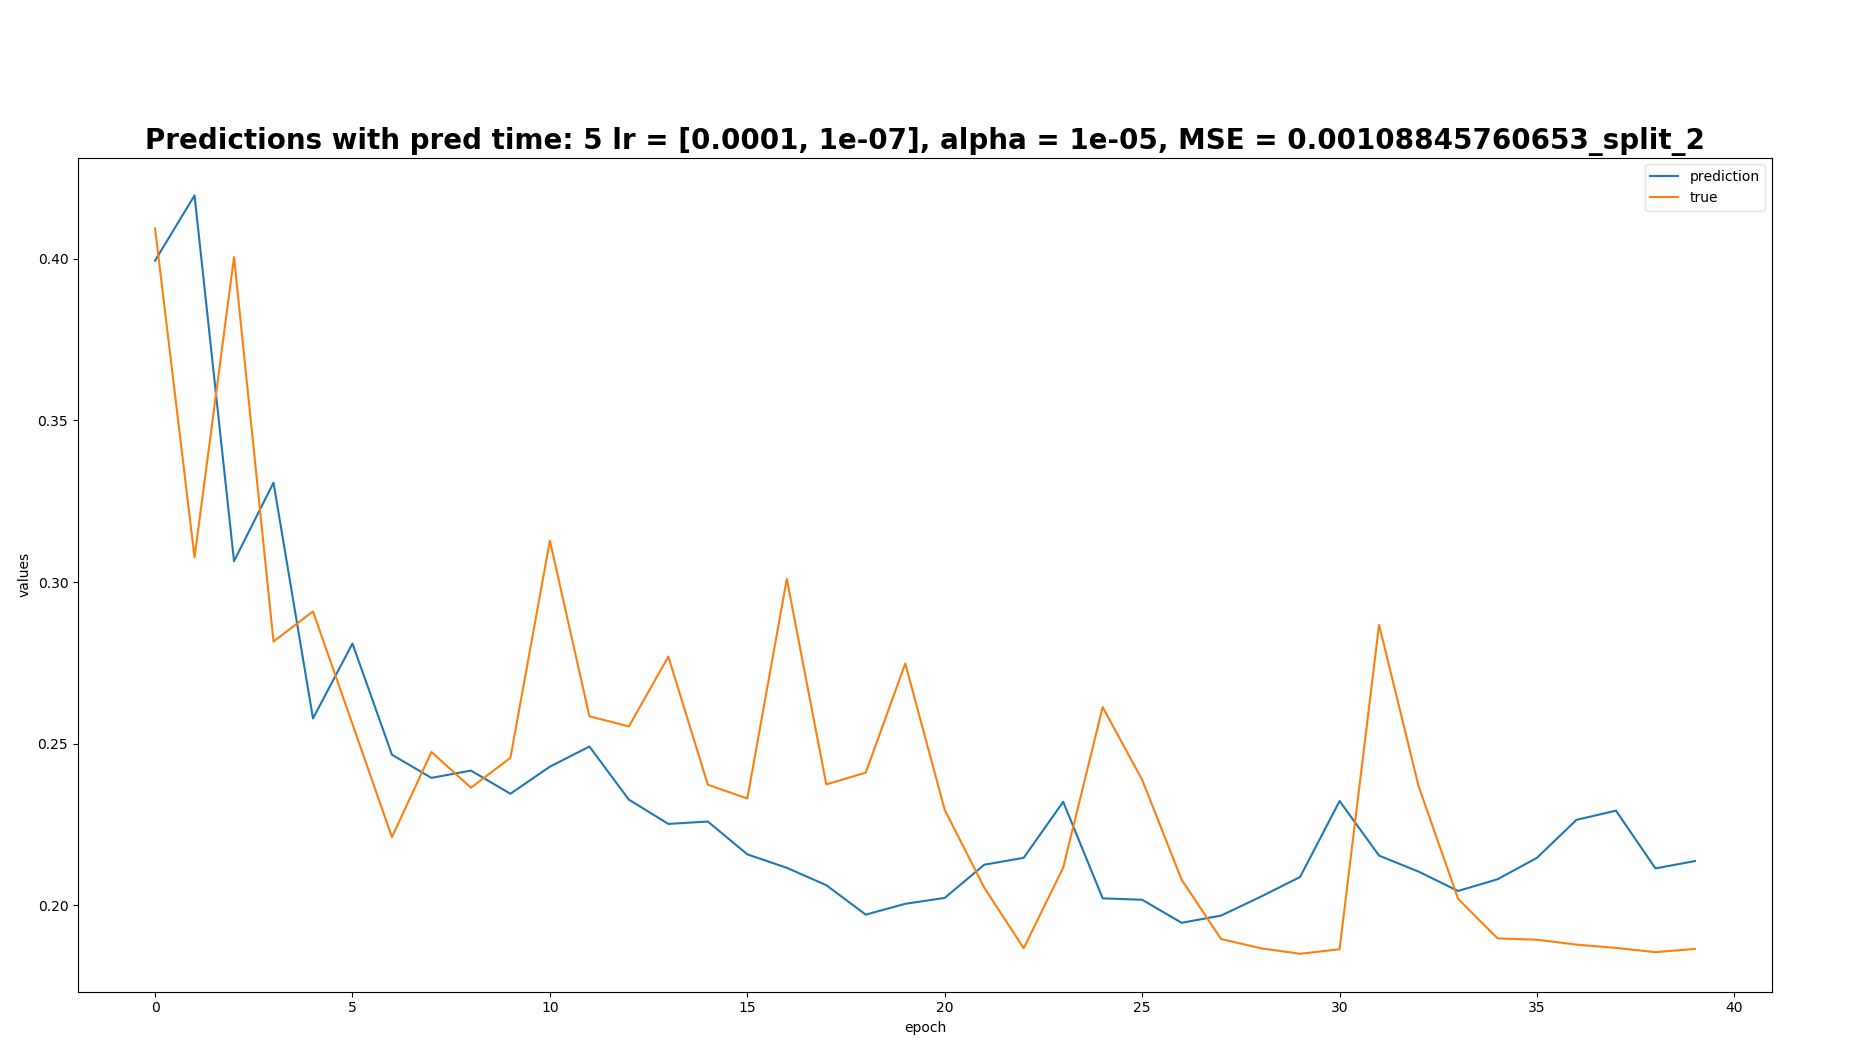 Predictions with pred time: 5 lr = [0.0001, 1e-07], alpha = 1e-05, MSE = 0.00108845760653_split_2
prediction
true
0.40
0.35
0.30
0.25
0.20
values
0 5 10 15 20 25 30 35 40
epoch